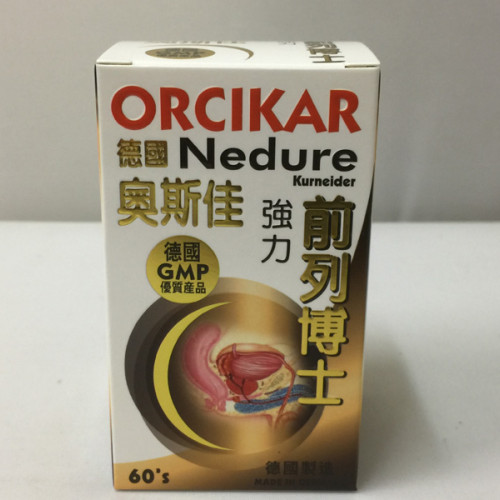 ORCIKAR
德國 Nedure
Kurneider
奧斯佳
強力
前列博士
德國
GMP
優質産品
60's
德國製造